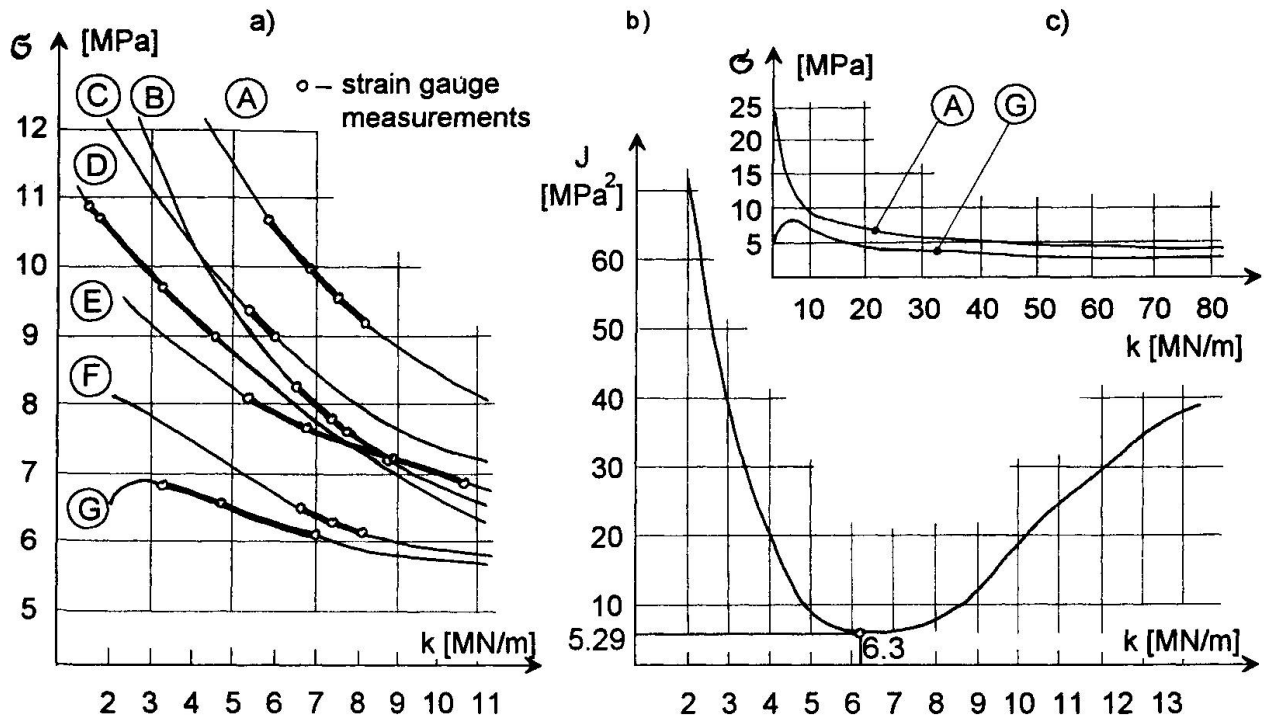 a)
σ [MPa]
C B A
o – strain gauge
measurements
12
D
11
10
E
9
F
8
7
G
6
5
k [MN/m]
2 3 4 5 6 7 8 9 10 11
b)
J
[MPa²]
60
50
40
30
20
10
5.29
6.3
k [MN/m]
2 3 4 5 6 7 8 9 10 11 12 13
c)
σ [MPa]
A G
25
20
15
10
5
10 20 30 40 50 60 70 80
k [MN/m]